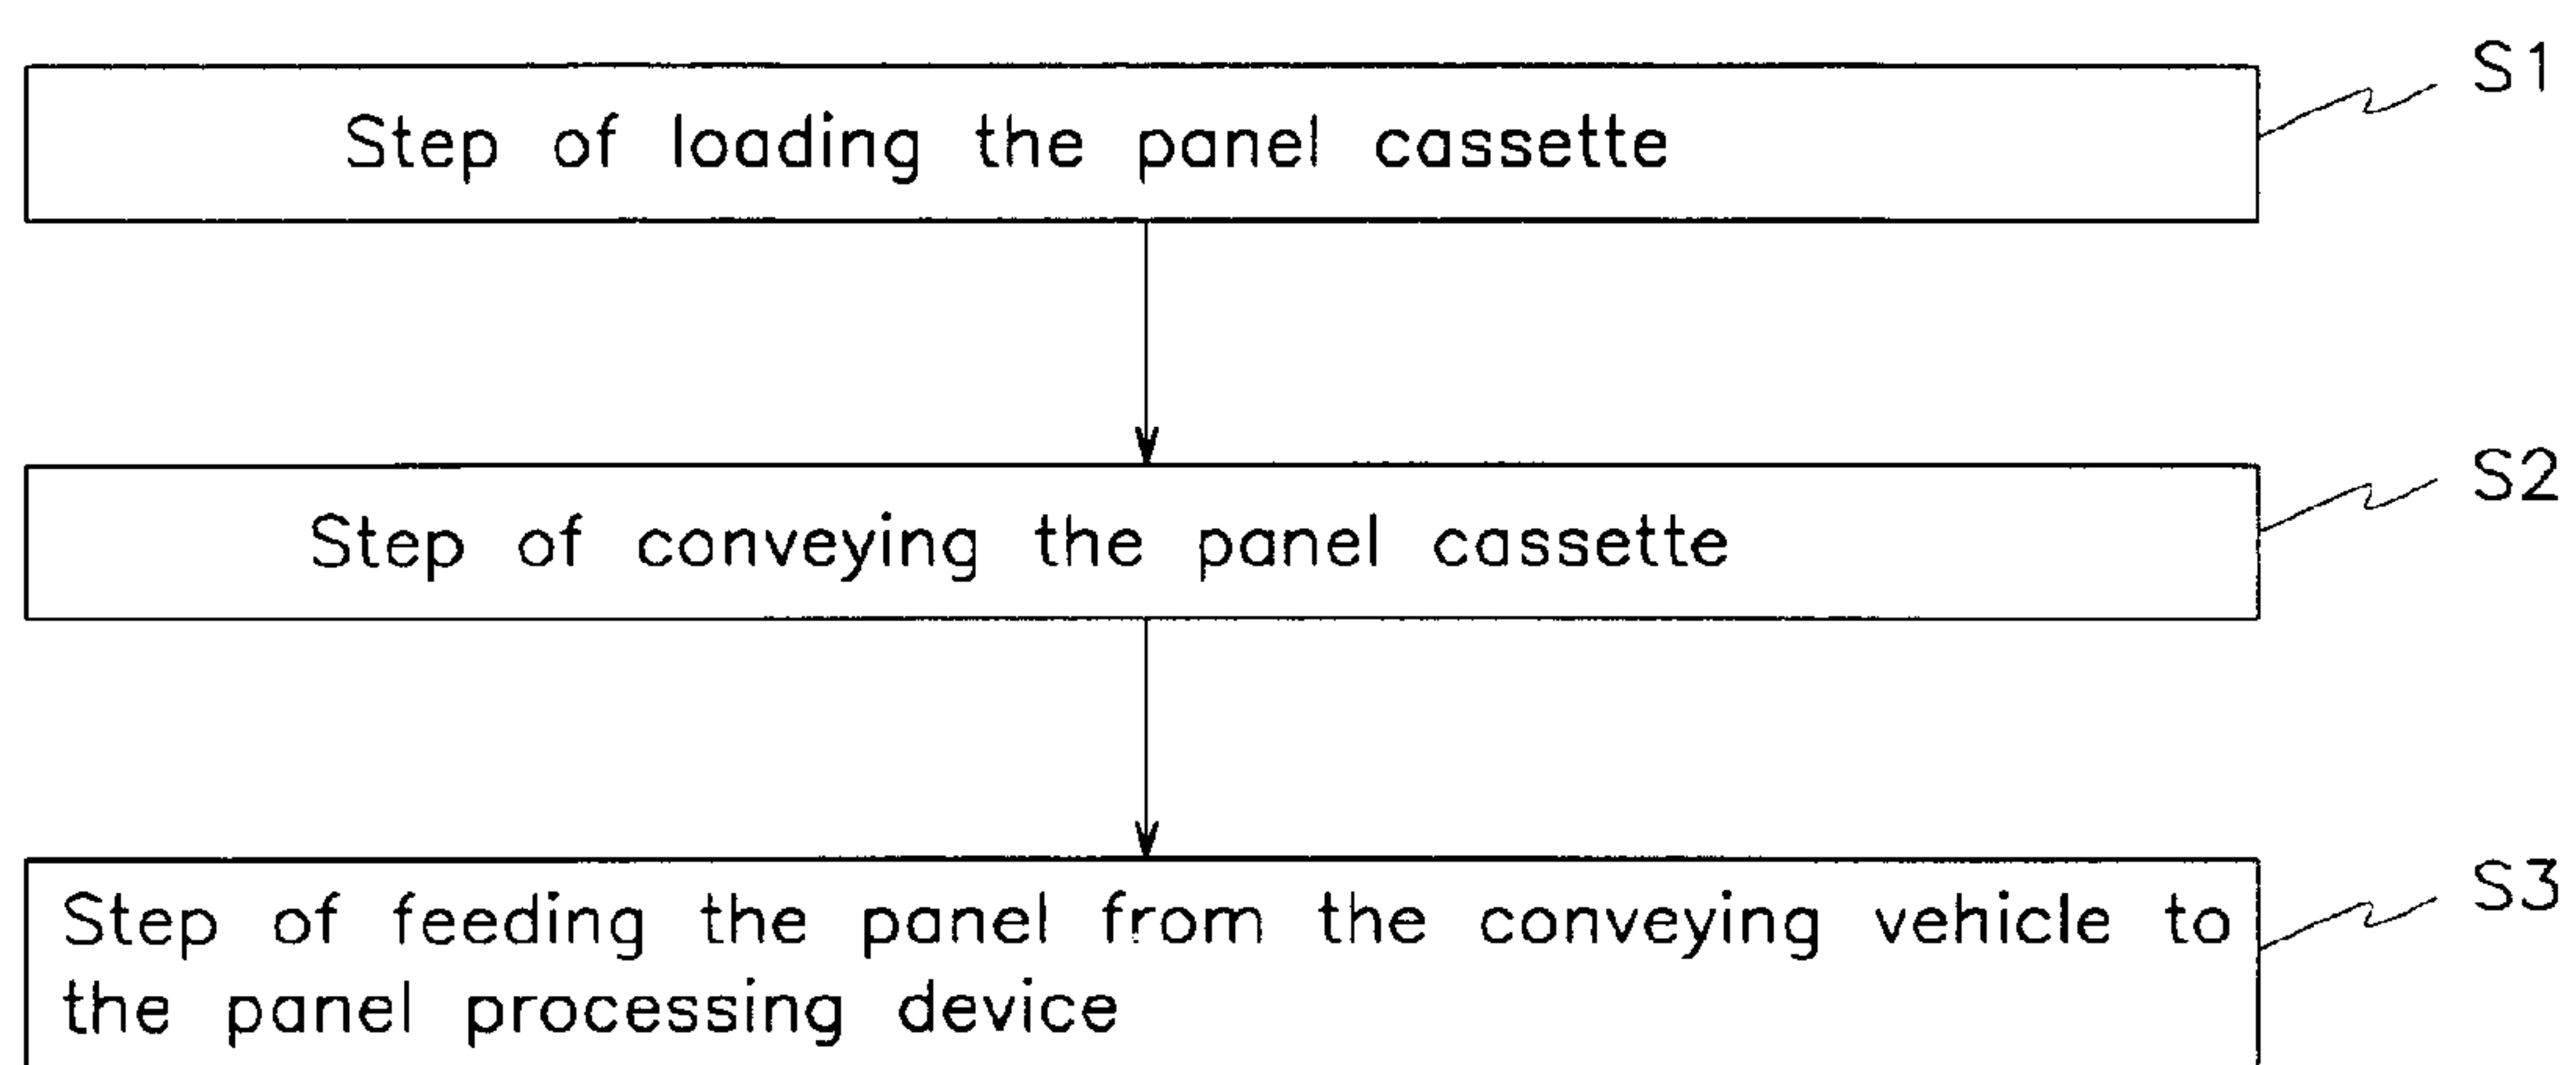 Step of loading the panel cassette
S1
Step of conveying the panel cassette
S2
Step of feeding the panel from the conveying vehicle to
the panel processing device
S3